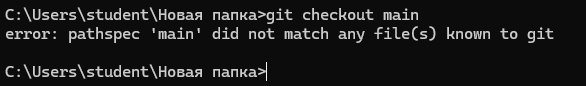 C:\Users\student\Новая папка>git checkout main
error: pathspec 'main' did not match any file(s) known to git
C:\Users\student\Новая папка>